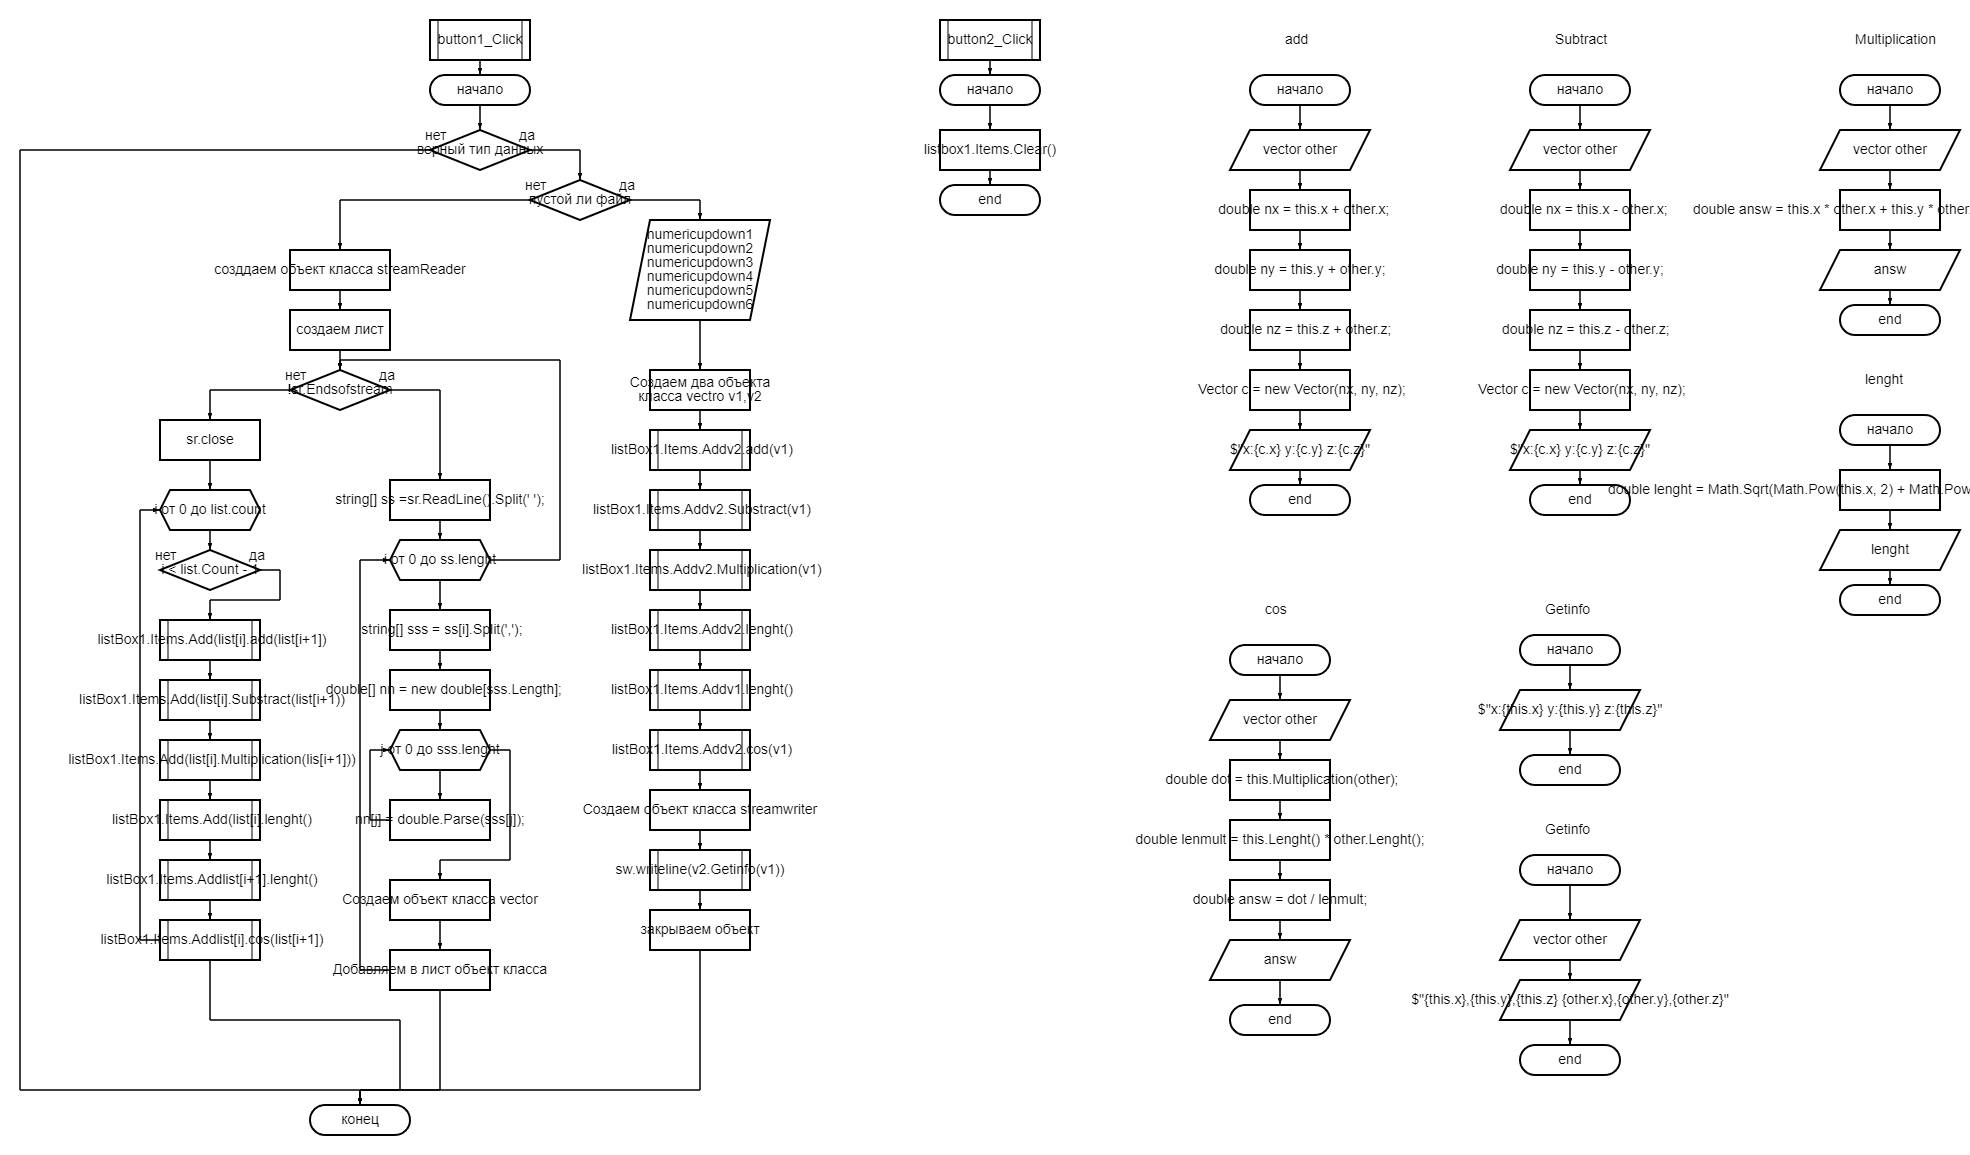 button1_Click
начало
нет
да
верный тип данных
нет
да
пустой ли файл
созддаем объект класса streamReader
создаем лист
нет
да
!sr.Endsofstream
sr.close
i от 0 до list.count
нет
да
i < list.Count - 1
listBox1.Items.Add(list[i].add(list[i+1])
listBox1.Items.Add(list[i].Substract(list[i+1))
listBox1.Items.Add(list[i].Multiplication(lis[i+1]))
listBox1.Items.Add(list[i].lenght()
listBox1.Items.Addlist[i+1].lenght()
listBox1.Items.Addlist[i].cos(list[i+1])
string[] ss =sr.ReadLine().Split(' ');
i от 0 до ss.lenght
string[] sss = ss[i].Split(',');
double[] nn = new double[sss.Length];
j от 0 до sss.lenght
nn[j] = double.Parse(sss[j]);
Создаем объект класса vector
Добавляем в лист объект класса
numericupdown1
numericupdown2
numericupdown3
numericupdown4
numericupdown5
numericupdown6
Создаем два объекта
класса vectro v1,v2
listBox1.Items.Addv2.add(v1)
listBox1.Items.Addv2.Substract(v1)
listBox1.Items.Addv2.Multiplication(v1)
listBox1.Items.Addv2.lenght()
listBox1.Items.Addv1.lenght()
listBox1.Items.Addv2.cos(v1)
Создаем объект класса streamwriter
sw.writeline(v2.Getinfo(v1))
закрываем объект
конец
button2_Click
начало
listbox1.Items.Clear()
end
add
начало
vector other
double nx = this.x + other.x;
double ny = this.y + other.y;
double nz = this.z + other.z;
Vector c = new Vector(nx, ny, nz);
$"x:{c.x} y:{c.y} z:{c.z}"
end
Subtract
начало
vector other
double nx = this.x - other.x;
double ny = this.y - other.y;
double nz = this.z - other.z;
Vector c = new Vector(nx, ny, nz);
$"x:{c.x} y:{c.y} z:{c.z}"
end
Multiplication
начало
vector other
double answ = this.x * other.x + this.y * other.
answ
end
lenght
начало
double lenght = Math.Sqrt(Math.Pow(this.x, 2) + Math.Pow
lenght
end
cos
начало
vector other
double dot = this.Multiplication(other);
double lenmult = this.Lenght() * other.Lenght();
double answ = dot / lenmult;
answ
end
Getinfo
начало
$"x:{this.x} y:{this.y} z:{this.z}"
end
Getinfo
начало
vector other
$"{this.x},{this.y},{this.z} {other.x},{other.y},{other.z}"
end